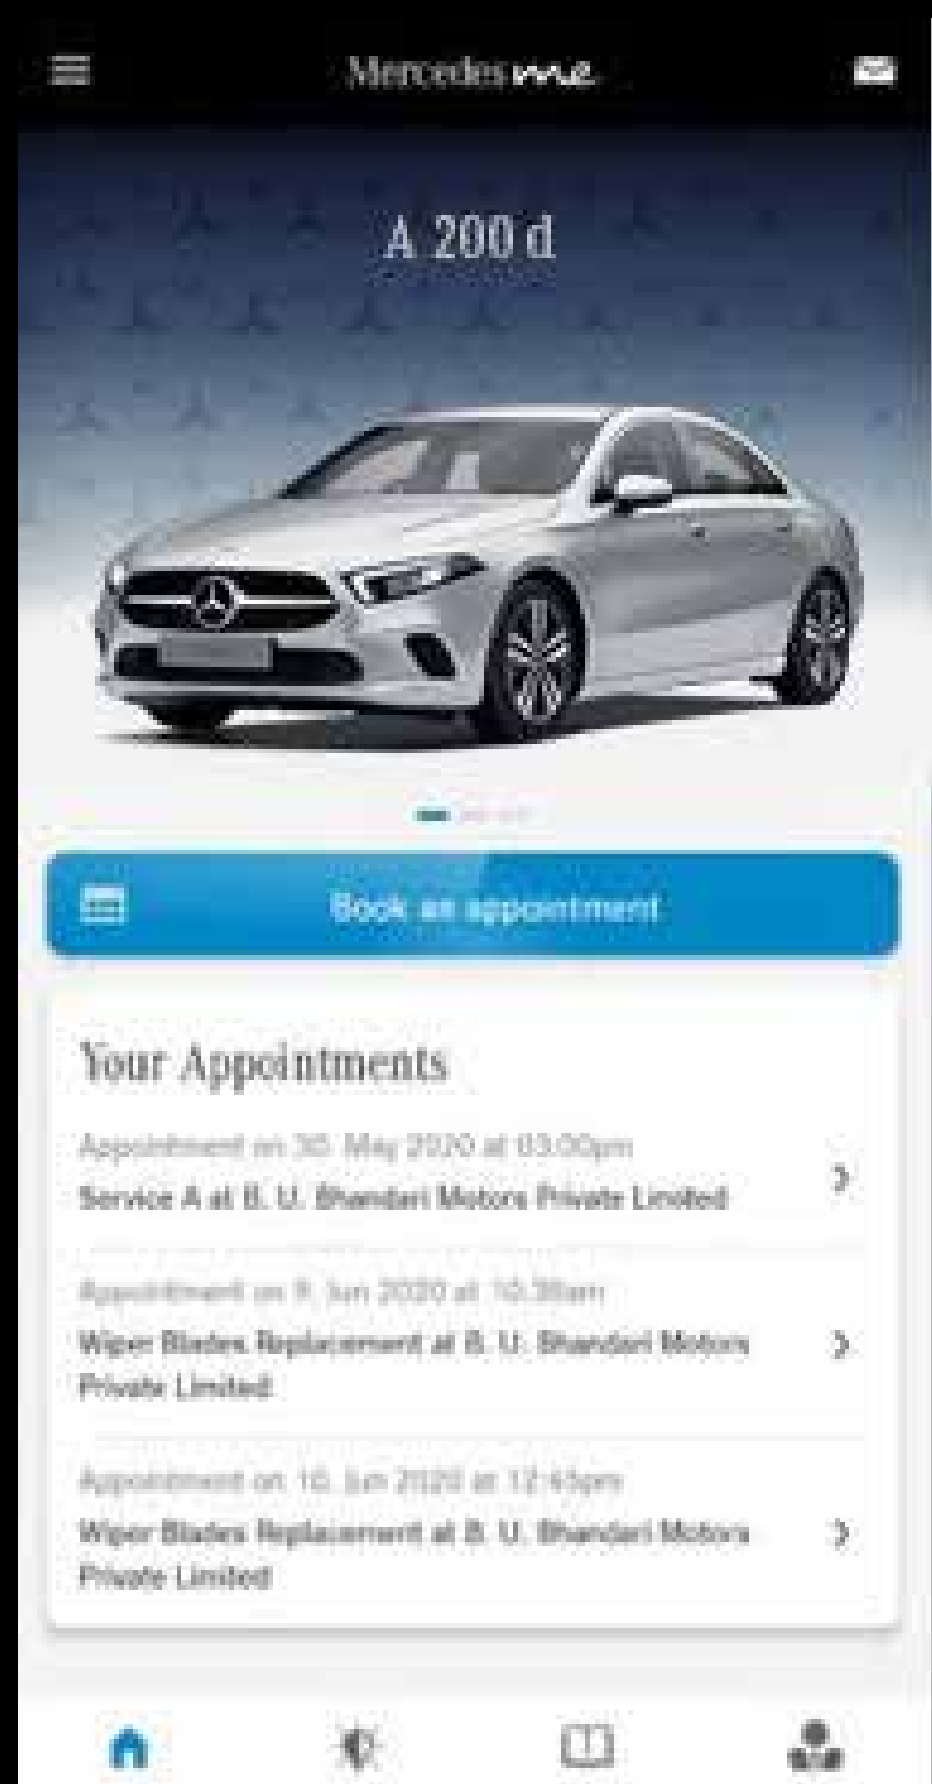 Mercedes me
A 200 d
Book an appointment
Your Appointments
Appointment on 30. May 2020 at 03:00pm
Service A at B. U. Bhandari Motors Private Limited
Appointment on 9. Jun 2020 at 10:38am
Wiper Blades Replacement at B. U. Bhandari Motors
Private Limited
Appointment on 10. Jun 2020 at 12:45pm
Wiper Blades Replacement at B. U. Bhandari Motors
Private Limited